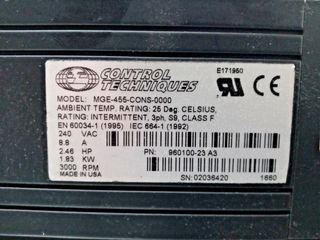 CONTROL
TECHNIQUES
E171950
MODEL: MGE-455-CONS-0000
AMBIENT TEMP. RATING: 25 Deg. CELSIUS,
RATING: INTERMITTENT, 3ph, S9, CLASS F
EN 60034-1 (1995) IEC 664-1 (1992)
240 VAC
8.8 A
2.46 HP PN: 960100-23 A3
1.83 KW
3000 RPM
MADE IN USA SN: 02036420 1660